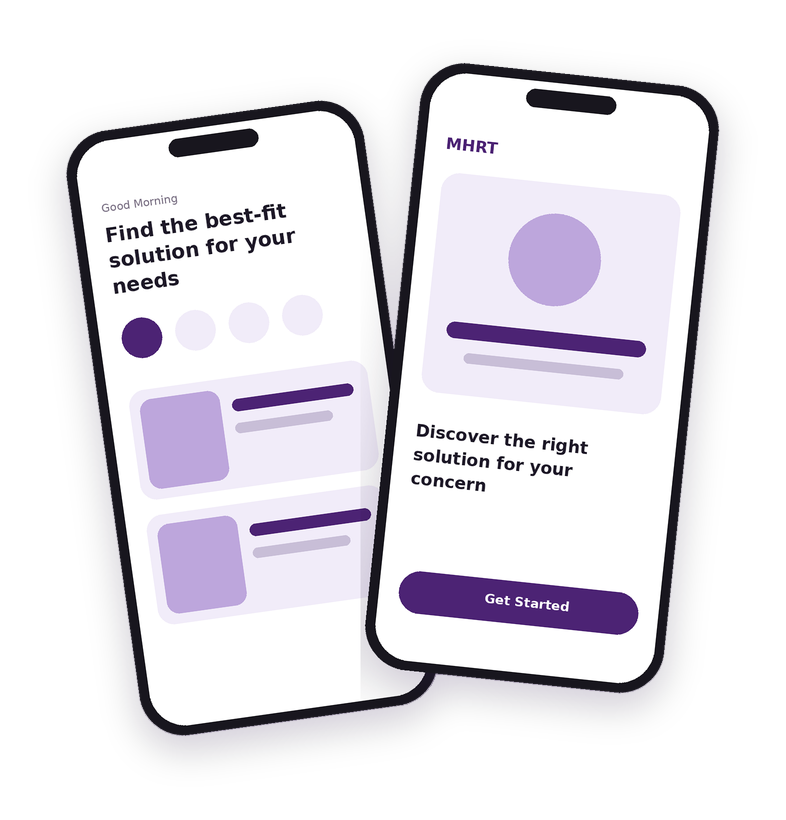 Good Morning
Find the best-fit
solution for your
needs
MHRT
Discover the right
solution for your
concern
Get Started